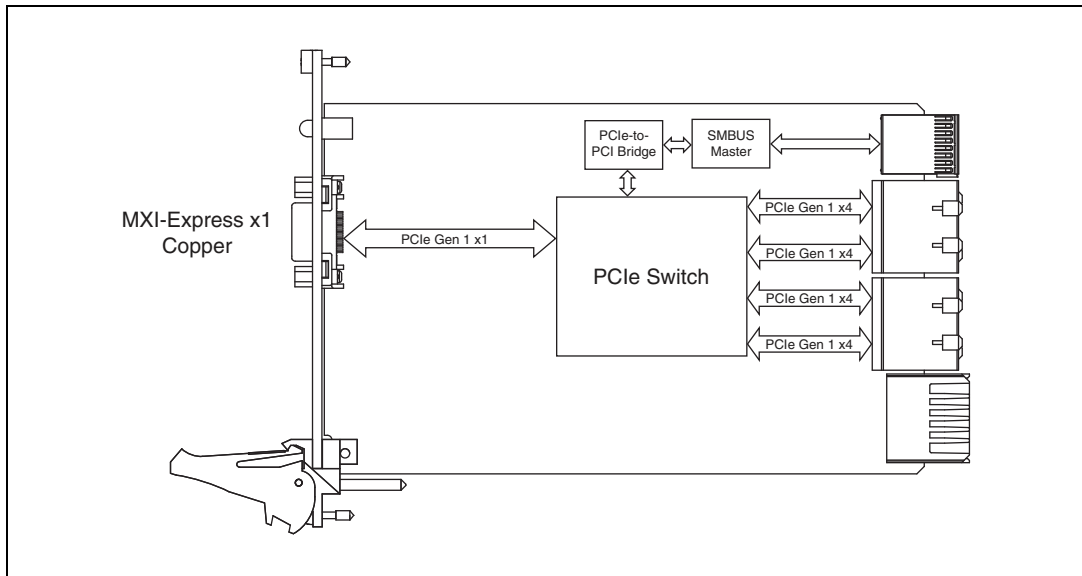 PCIe-to-
PCI Bridge
SMBUS
Master
MXI-Express x1
Copper
PCIe Gen 1 x1
PCIe Switch
PCIe Gen 1 x4
PCIe Gen 1 x4
PCIe Gen 1 x4
PCIe Gen 1 x4